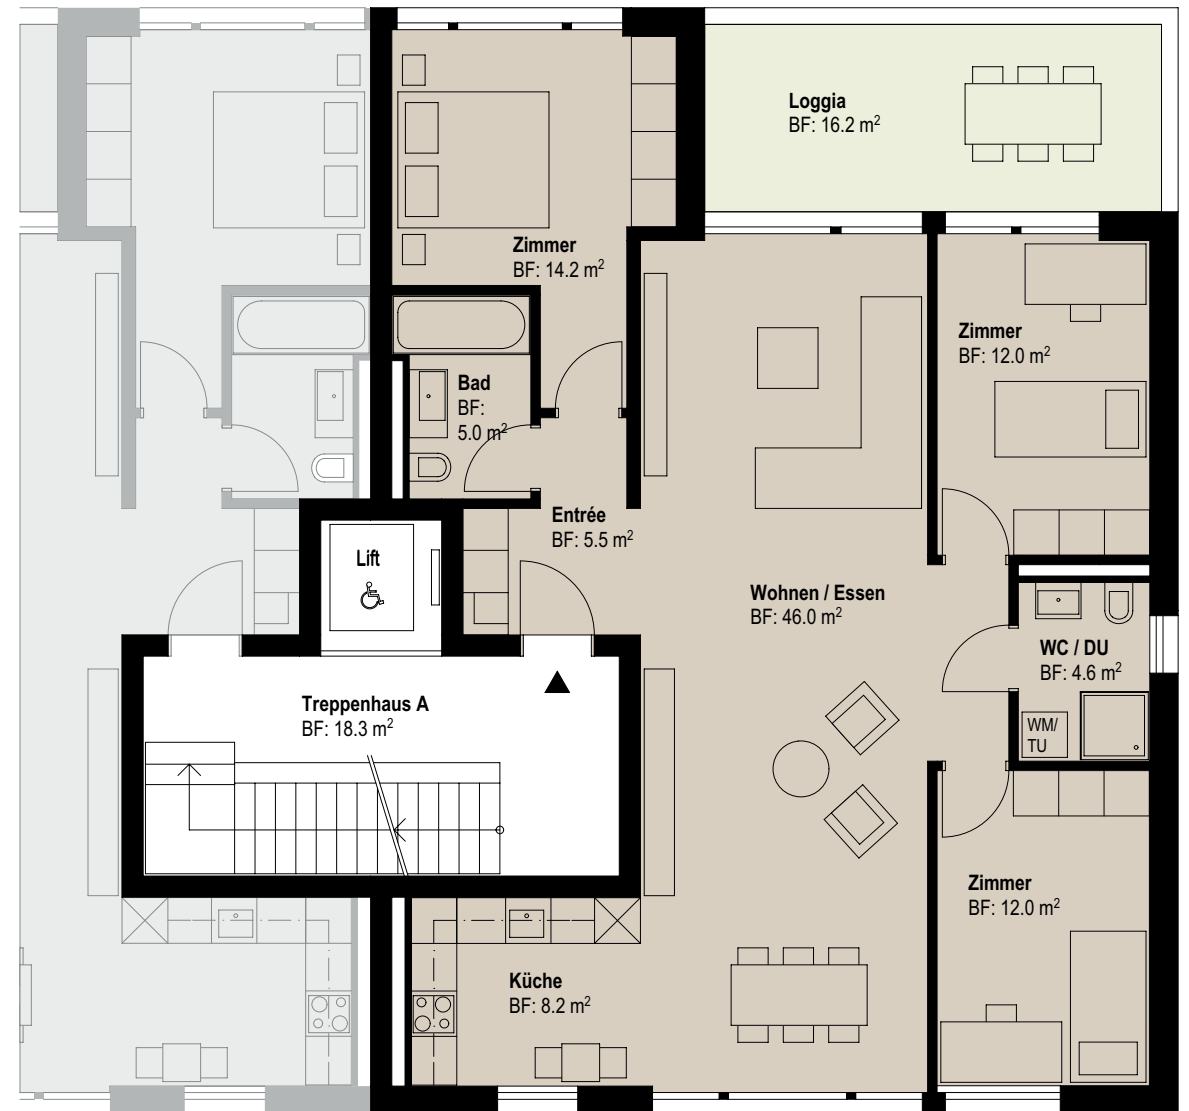 Loggia
BF: 16.2 m²
Zimmer
BF: 14.2 m²
Zimmer
BF: 12.0 m²
Bad
BF:
5.0 m²
Entrée
BF: 5.5 m²
Lift
Wohnen / Essen
BF: 46.0 m²
WC / DU
BF: 4.6 m²
Treppenhaus A
BF: 18.3 m²
WM/
TU
Zimmer
BF: 12.0 m²
Küche
BF: 8.2 m²